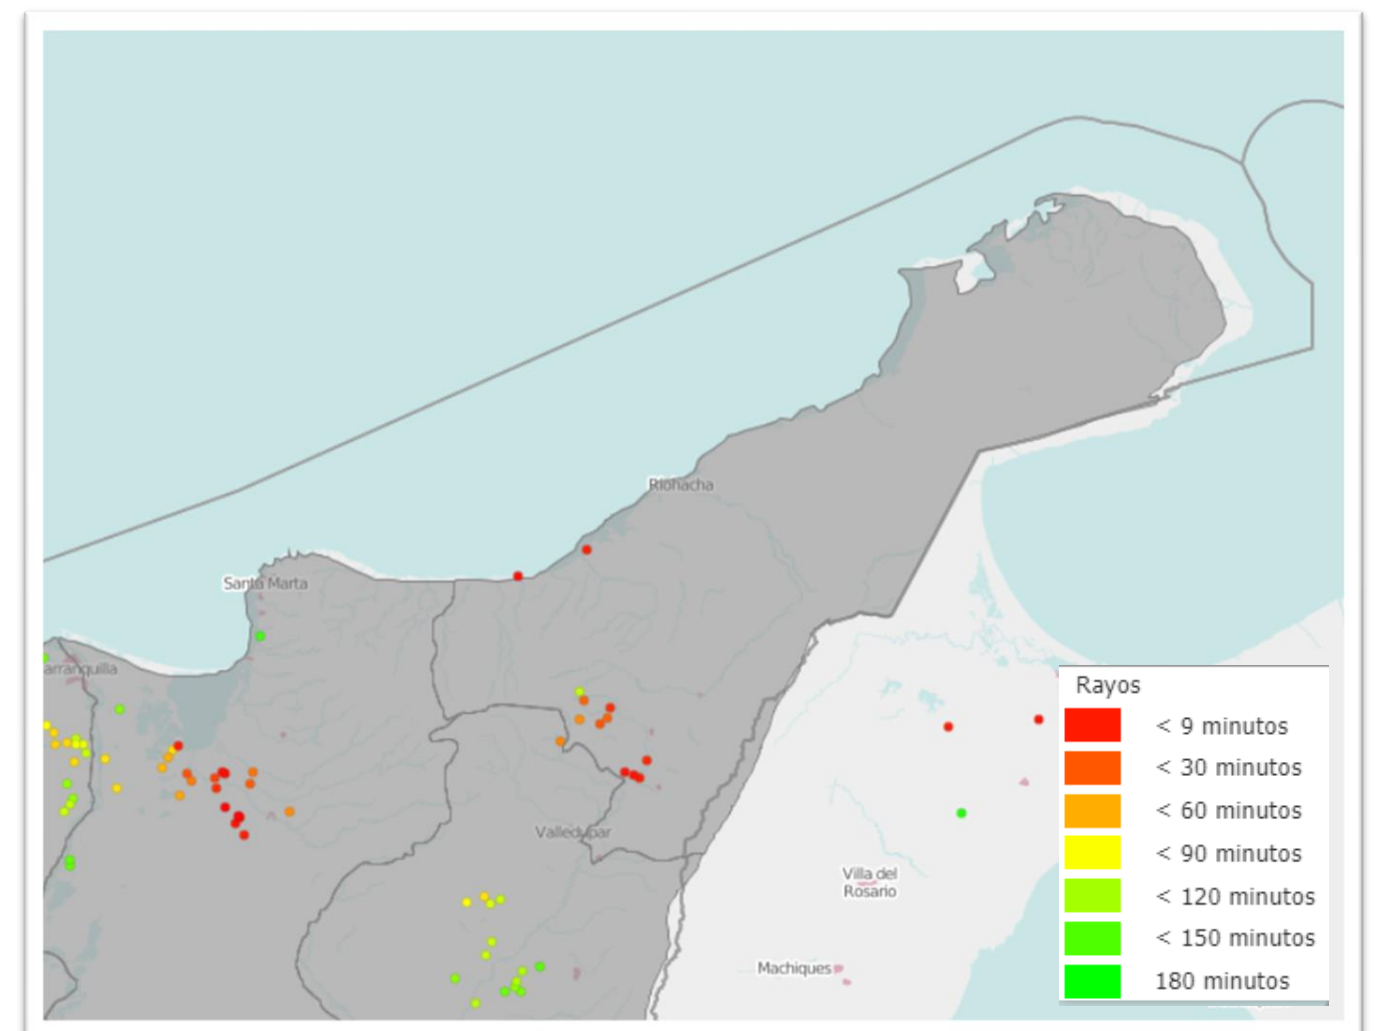 Riohacha
Santa Marta
arranquilla
Rayos
< 9 minutos
< 30 minutos
< 60 minutos
< 90 minutos
< 120 minutos
< 150 minutos
180 minutos
Valledupar
Villa del
Rosario
Machiques